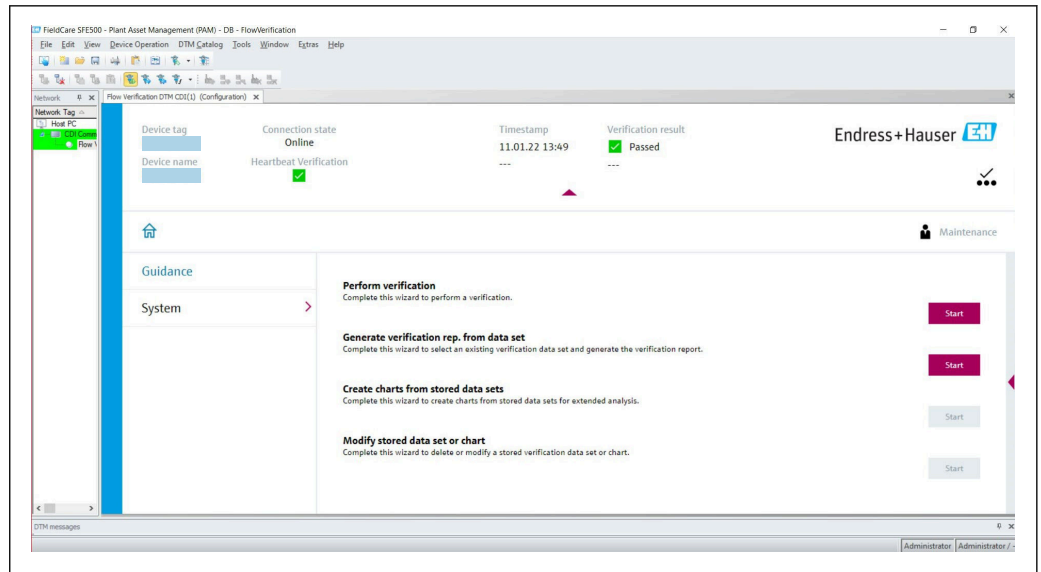 FieldCare SFE500 - Plant Asset Management (PAM) - DB - FlowVerification
File Edit View Device Operation DTM Catalog Tools Window Extras Help
Network
Flow Verification DTM CDI(1) (Configuration)
Network Tag
Host PC
CDI Comm
Flow V
Device tag
Connection state
Online
Timestamp
11.01.22 13:49
Verification result
Passed
Endress+Hauser EH
Device name
Heartbeat Verification
---
---
Maintenance
Guidance
System
Perform verification
Complete this wizard to perform a verification.
Start
Generate verification rep. from data set
Complete this wizard to select an existing verification data set and generate the verification report.
Start
Create charts from stored data sets
Complete this wizard to create charts from stored data sets for extended analysis.
Start
Modify stored data set or chart
Complete this wizard to delete or modify a stored verification data set or chart.
Start
DTM messages
Administrator Administrator / -